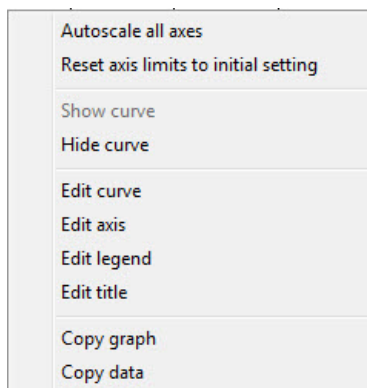 Autoscale all axes
Reset axis limits to initial setting
Show curve
Hide curve
Edit curve
Edit axis
Edit legend
Edit title
Copy graph
Copy data